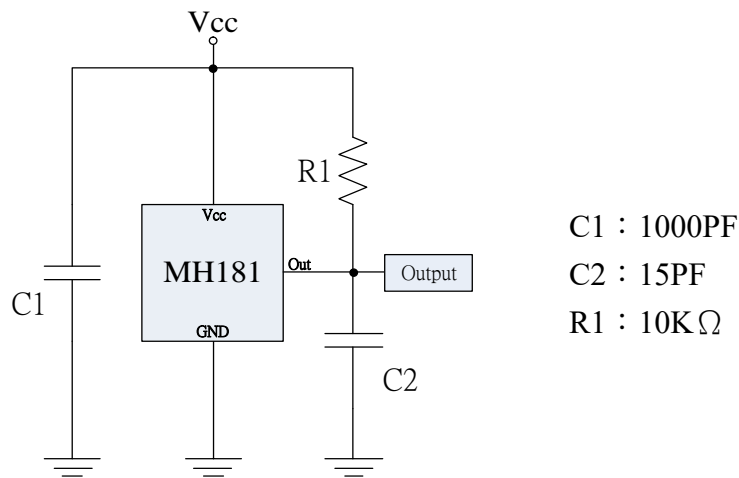 Vcc
R1
Vcc
MH181
Out
Output
GND
C1
C2
C1：1000PF
C2：15PF
R1：10KΩ